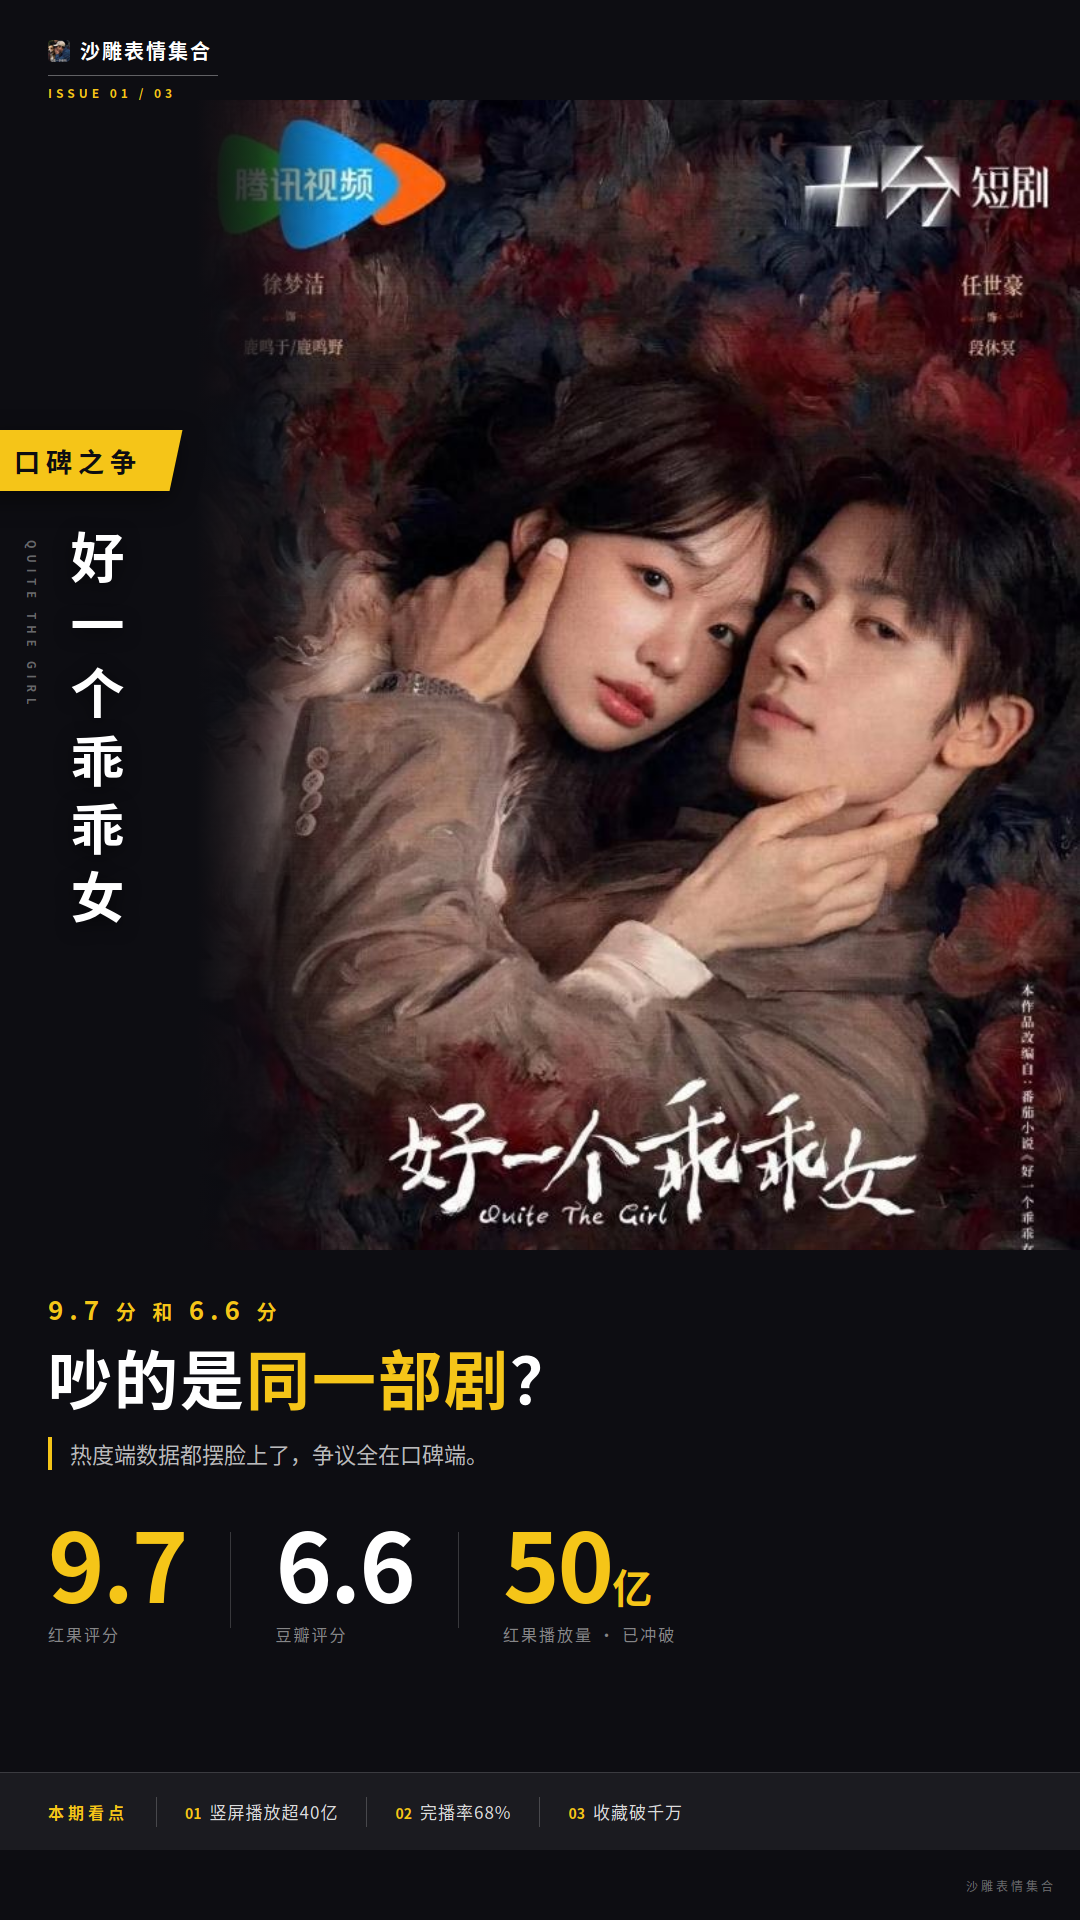 沙雕表情集合
ISSUE 01 / 03
腾讯视频
十分短剧
徐梦洁
饰
鹿鸣于/鹿鸣野
任世豪
饰
段休冥
口碑之争
好一个乖乖女
QUITE THE GIRL
本作品改编自:番茄小说《好一个乖乖女
好一个乖乖女
Quite The Girl
9.7 分 和 6.6 分
吵的是同一部剧?
热度端数据都摆脸上了，争议全在口碑端。
9.7
红果评分
6.6
豆瓣评分
50亿
红果播放量 · 已冲破
本期看点
01 竖屏播放超40亿
02 完播率68%
03 收藏破千万
沙雕表情集合